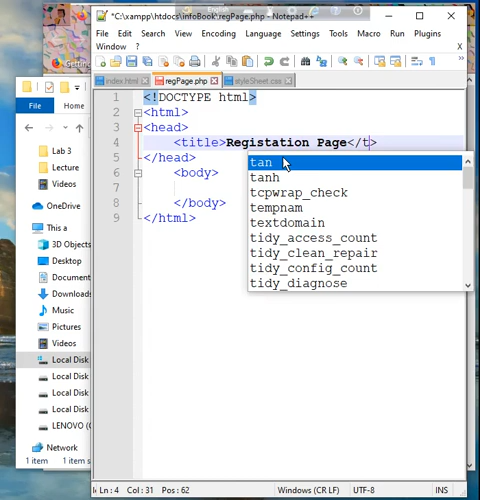 *C:\xampp\htdocs\infoBook\regPage.php - Notepad++
File Edit Search View Encoding Language Settings Tools Macro Run Plugins
Window ?
X
index.html
regPage.php
styleSheet.css
1 <!DOCTYPE html>
2 <html>
3 <head>
4 <title>Registation Page</t>
5 </head>
6 <body>
7
8 </body>
9 </html>
tan
tanh
tcpwrap_check
tempnam
textdomain
tidy_access_count
tidy_clean_repair
tidy_config_count
tidy_diagnose
File Home
Lab 3
Lecture
Videos
OneDrive
This a
3D Objects
Desktop
Document
Downloads
Music
Pictures
Videos
Local Disk
Local Disk
Local Disk
Local Disk
LENOVO (
Network
1 item 1 item s
Ln : 4 Col : 31 Pos : 62 Windows (CR LF) UTF-8 INS